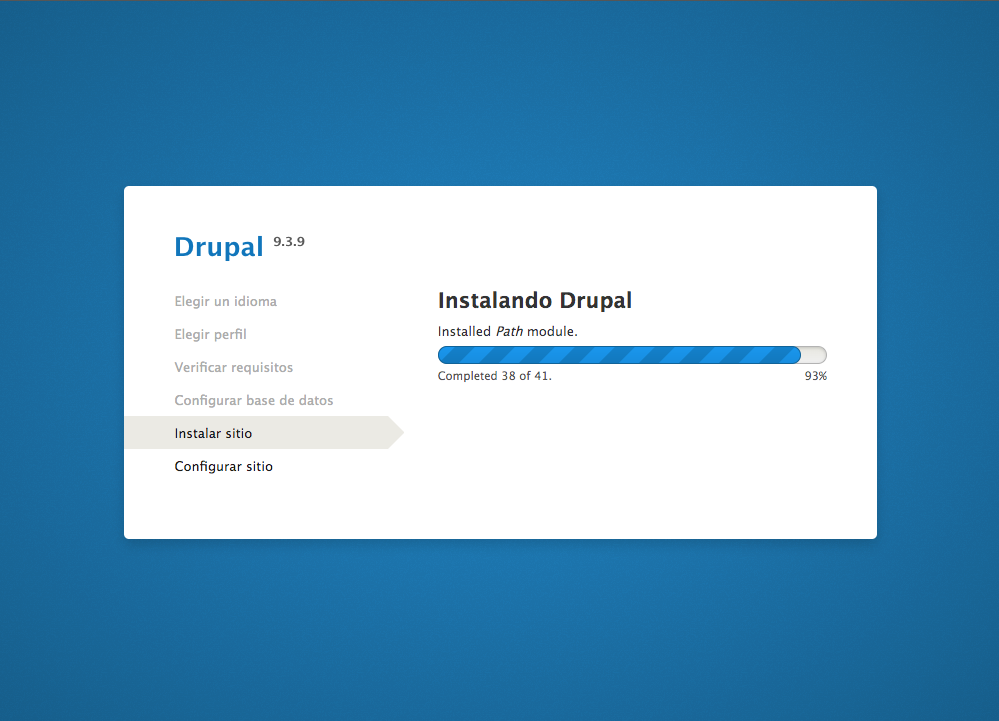 Drupal 9.3.9
Elegir un idioma
Elegir perfil
Verificar requisitos
Configurar base de datos
Instalar sitio
Configurar sitio
Instalando Drupal
Installed Path module.
Completed 38 of 41. 93%